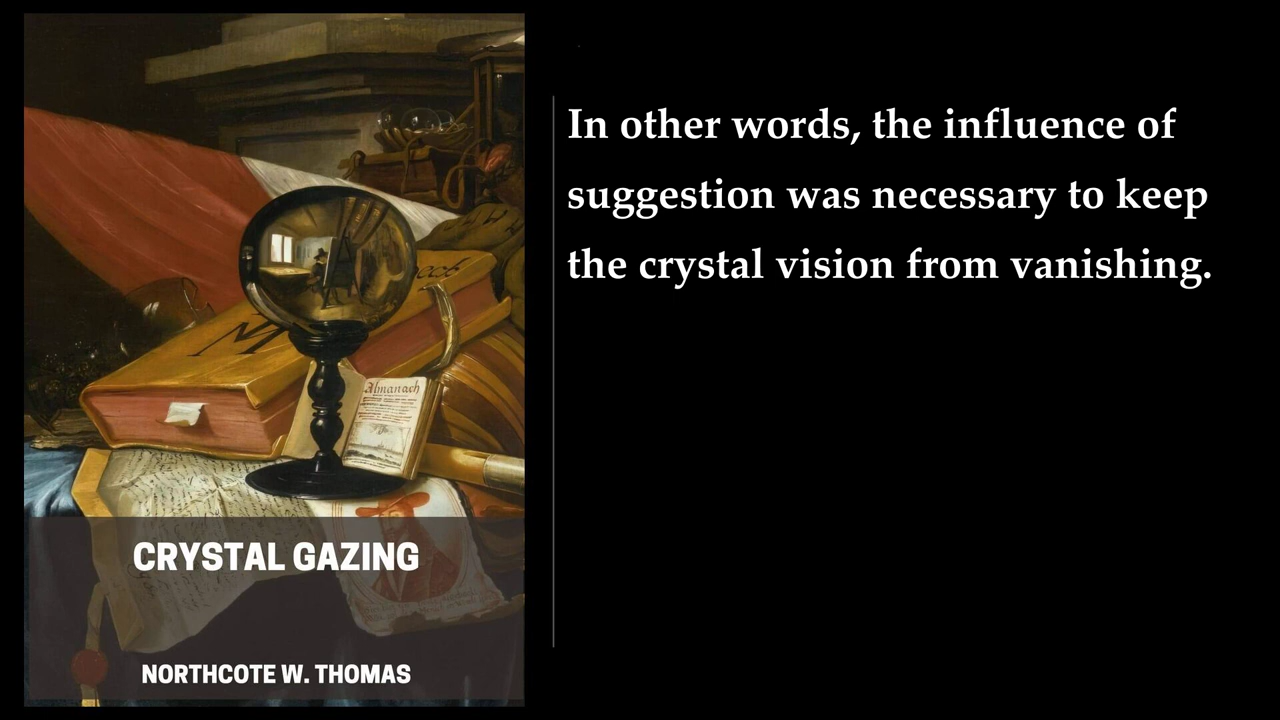 In other words, the influence of
suggestion was necessary to keep
the crystal vision from vanishing.
M
Almanach
CRYSTAL GAZING
NORTHCOTE W. THOMAS